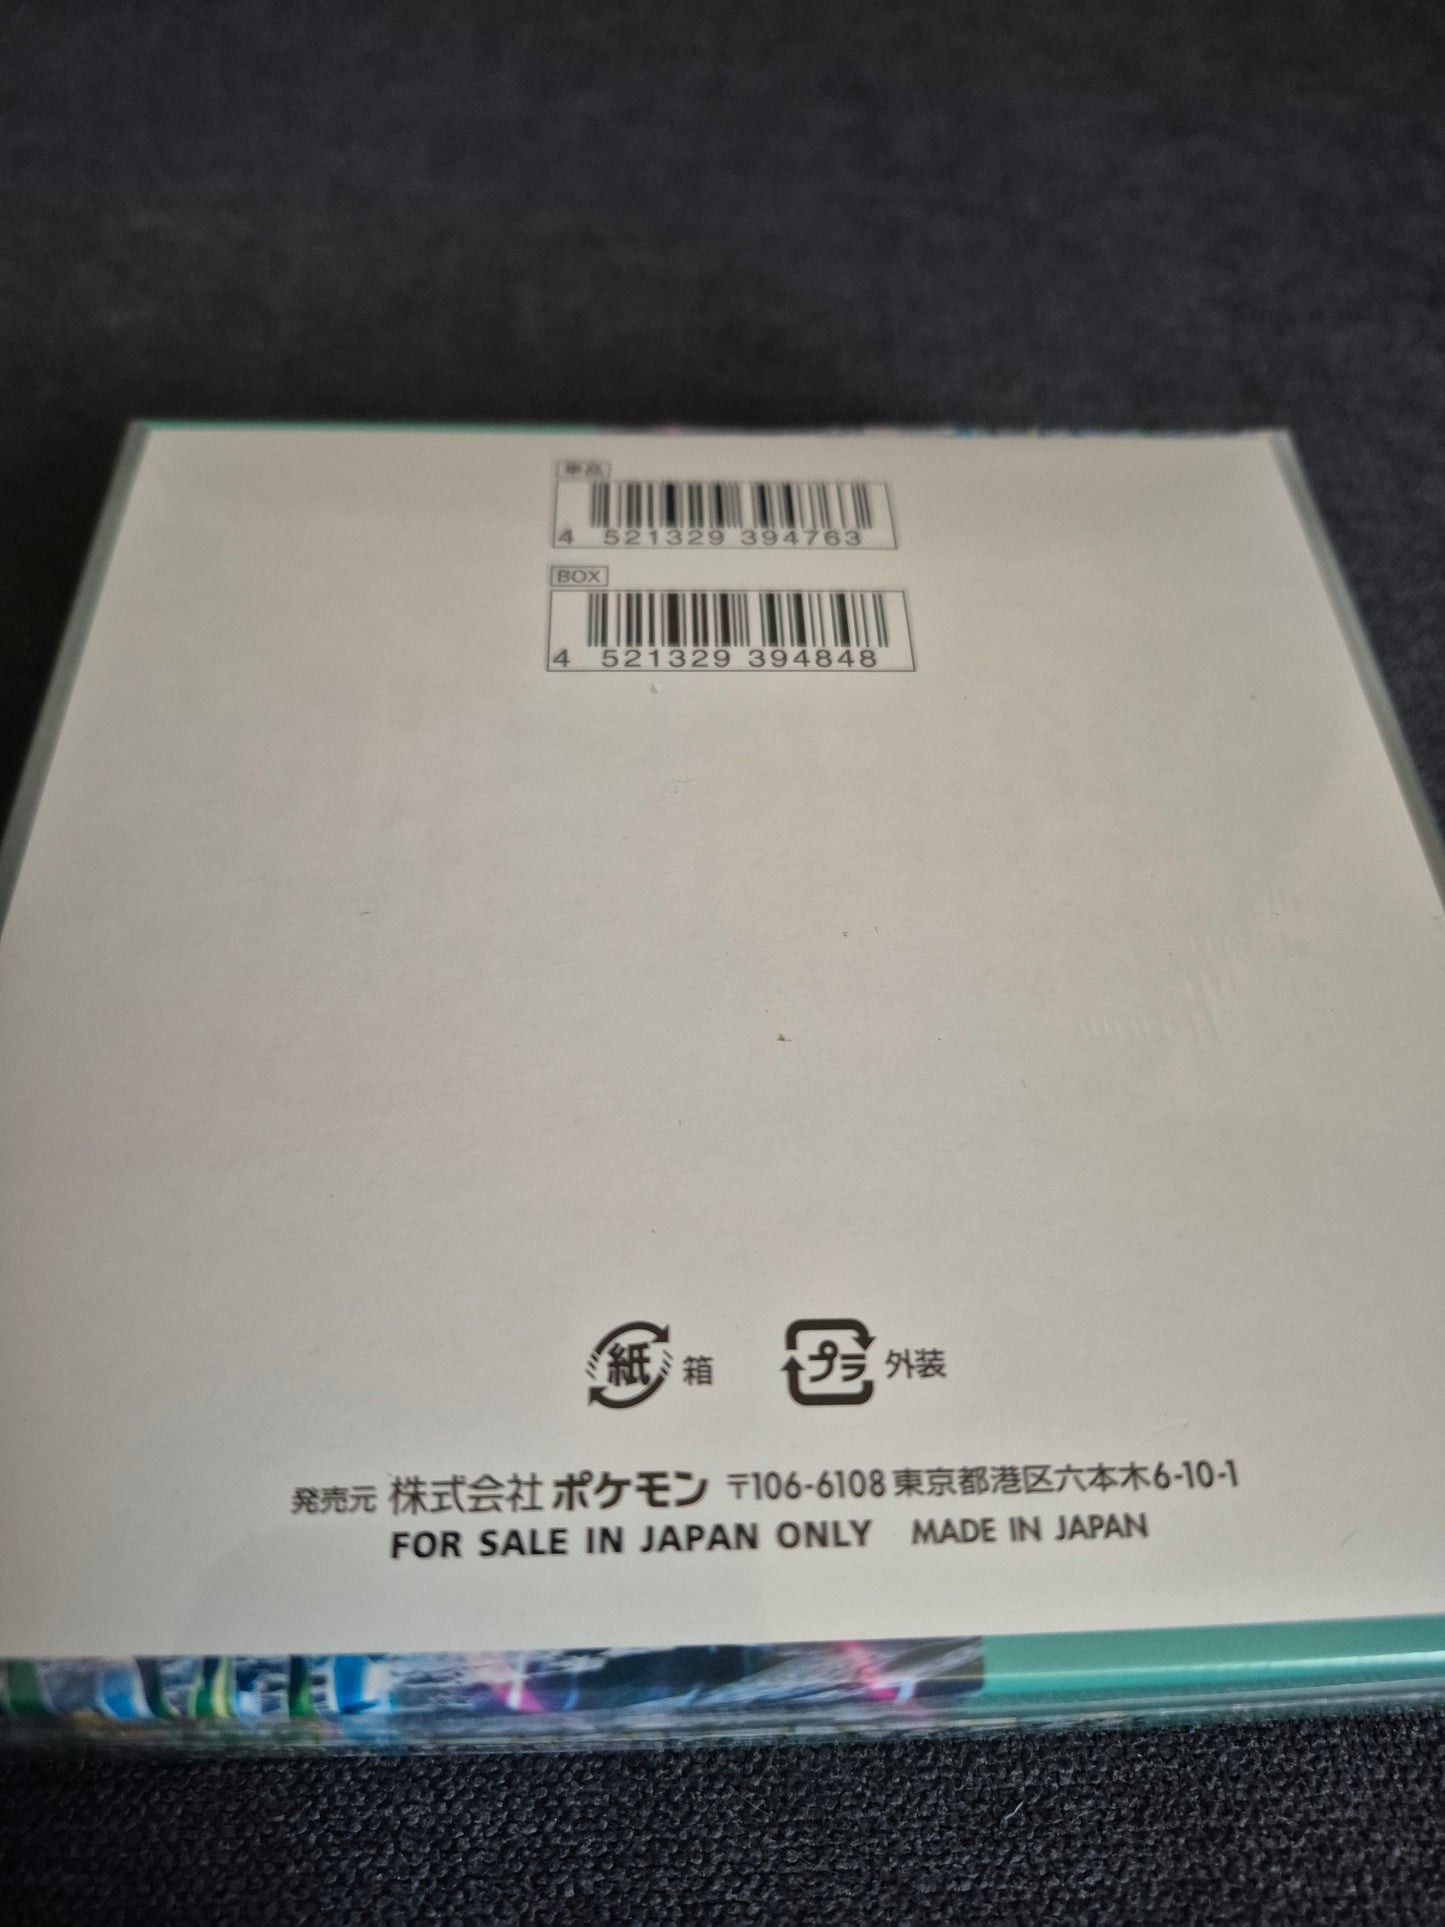 単品
4 521329 394763
BOX
4 521329 394848
紙 箱 プラ 外装
発売元 株式会社 ポケモン 〒106-6108 東京都港区六本木6-10-1
FOR SALE IN JAPAN ONLY MADE IN JAPAN